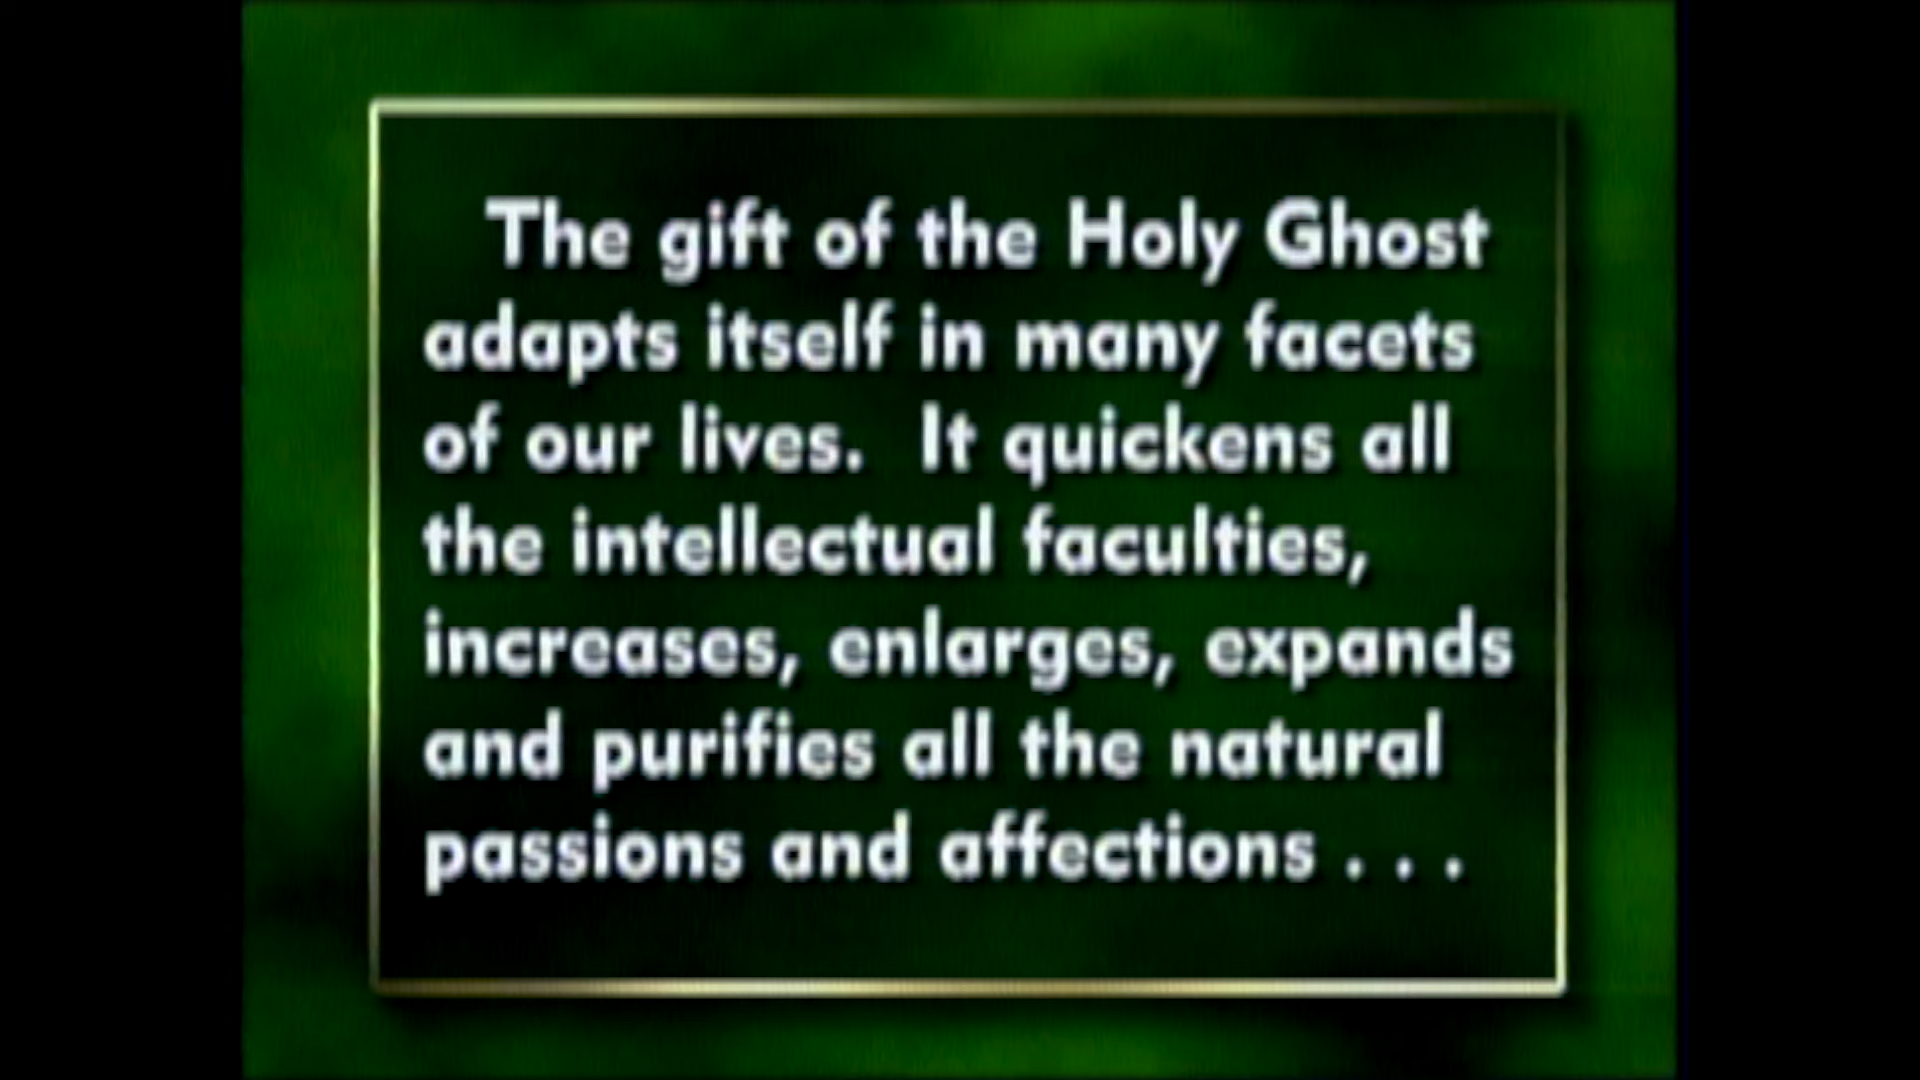 The gift of the Holy Ghost
adapts itself in many facets
of our lives.  It quickens all
the intellectual faculties,
increases, enlarges, expands
and purifies all the natural
passions and affections . . .